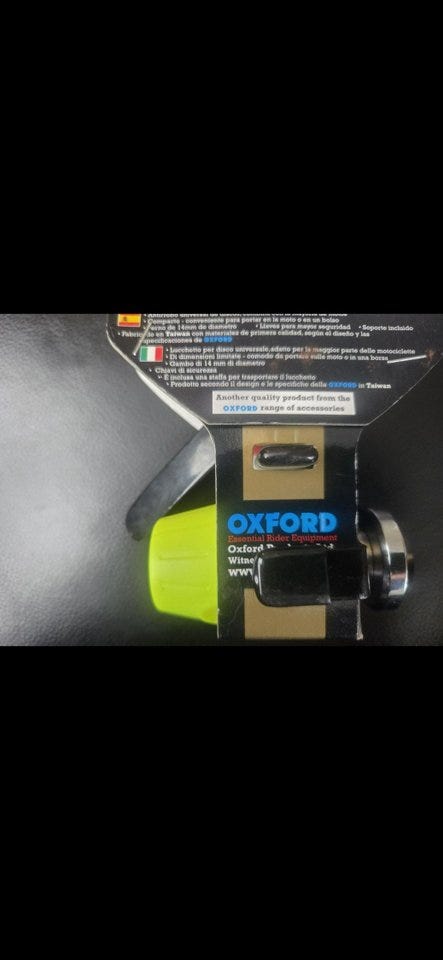 • Compacto - conveniente para porter en la moto o en un bolso
• Perno de 14mm de diametro • Llaves para mayor seguridad • Soporte incluido
• Fabricado en Taiwan con materiales de primera calidad, según el diseño y las
especificaciones de OXFORD
• Lucchetto per disco universale, adatto per la maggior parte delle motociclette
• Di dimensioni limitate - comodo da portare sulle moto o in una borsa
• Gambo di 14 mm di diametro
• Chiavi di sicurezza
• È inclusa una staffa per trasportare il lucchetto
• Prodotto secondo il design e le specifiche della OXFORD in Taiwan
Another quality product from the
OXFORD range of accessories
OXFORD
Essential Rider Equipment
Oxford
Witne
www.